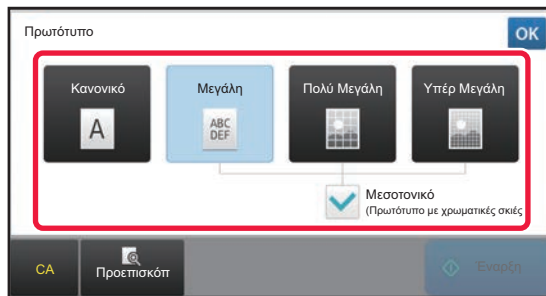 Πρωτότυπο
OK
Κανονικό
Μεγάλη
Πολύ Μεγάλη
Υπέρ Μεγάλη
A
ABC
DEF
Μεσοτονικό
(Πρωτότυπο με χρωματικές σκιές
CA
Προεπισκόπ
Έναρξη